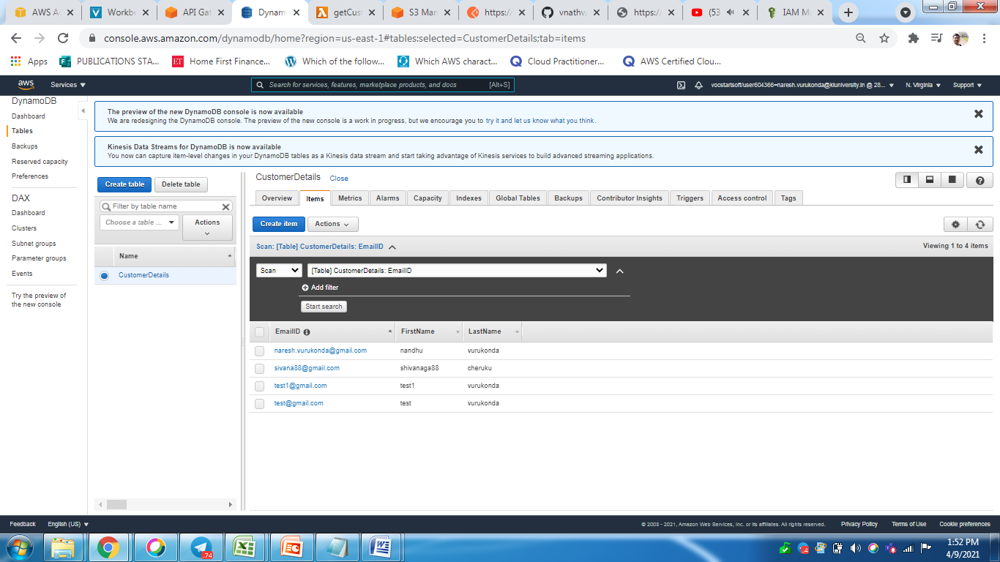 AWS A
Workbe
API Gat
Dynam
getCust
S3 Man
https:/
vnathv
https:/
(53
IAM M
console.aws.amazon.com/dynamodb/home?region=us-east-1#tables:selected=CustomerDetails;tab=items
Apps
PUBLICATIONS STA...
ET Home First Finance...
Which of the follow...
Which AWS charact...
Cloud Practitioner...
AWS Certified Clou...
aws
Services
Search for services, features, marketplace products, and docs [Alt+S]
vocstartsoft/user604366=naresh.vurukonda@kluniversity.in @ 28...
N. Virginia
Support
DynamoDB
Dashboard
Tables
Backups
Reserved capacity
Preferences
DAX
Dashboard
Clusters
Subnet groups
Parameter groups
Events
Try the preview of
the new console
The preview of the new DynamoDB console is now available
We are redesigning the DynamoDB console. The preview of the new console is a work in progress, but we encourage you to try it and let us know what you think.
Kinesis Data Streams for DynamoDB is now available
You now can capture item-level changes in your DynamoDB tables as a Kinesis data stream and start taking advantage of Kinesis services to build advanced streaming applications.
Create table
Delete table
Filter by table name
Choose a table ...
Actions
Name
CustomerDetails
CustomerDetails Close
Overview
Items
Metrics
Alarms
Capacity
Indexes
Global Tables
Backups
Contributor Insights
Triggers
Access control
Tags
Create item
Actions
Scan: [Table] CustomerDetails: EmailID
Viewing 1 to 4 items
Scan
[Table] CustomerDetails: EmailID
Add filter
Start search
EmailID FirstName LastName
naresh.vurukonda@gmail.com nandhu vurukonda
sivana88@gmail.com shivanaga88 cheruku
test1@gmail.com test1 vurukonda
test@gmail.com test vurukonda
Feedback
English (US)
© 2008 - 2021, Amazon Web Services, Inc. or its affiliates. All rights reserved.
Privacy Policy
Terms of Use
Cookie preferences
74
1:52 PM
4/9/2021